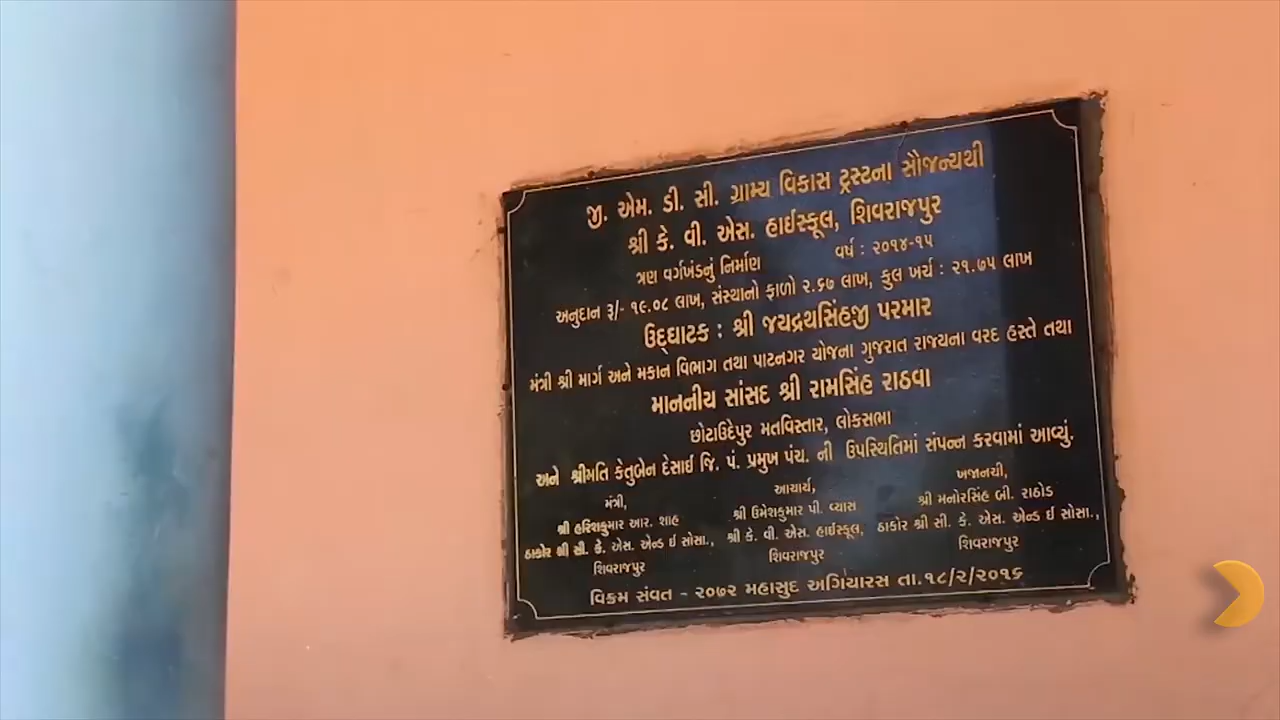 જી. એમ. ડી. સી. ગ્રામ્ય વિકાસ ટ્રસ્ટના સૌજન્યથી
શ્રી કે. વી. એસ. હાઈસ્કૂલ, શિવરાજપુર
ત્રણ વર્ગખંડનું નિર્માણ વર્ષ : ૨૦૧૪-૧૫
અનુદાન રૂ/- ૧૯.૦૮ લાખ, સંસ્થાનો ફાળો ૨.૬૭ લાખ, કુલ ખર્ચ : ૨૧.૭૫ લાખ
ઉદ્ઘાટક : શ્રી જયદ્રથસિંહજી પરમાર
મંત્રી શ્રી માર્ગ અને મકાન વિભાગ તથા પાટનગર યોજના ગુજરાત રાજ્યના વરદ હસ્તે તથા
માનનીય સાંસદ શ્રી રામસિંહ રાઠવા
છોટાઉદેપુર મતવિસ્તાર, લોકસભા
અને શ્રીમતિ કેતુબેન દેસાઈ જિ. પં. પ્રમુખ પંચ. ની ઉપસ્થિતિમાં સંપન્ન કરવામાં આવ્યું.
મંત્રી, આચાર્ય, ખજાનચી,
શ્રી હરિશકુમાર આર. શાહ શ્રી ઉમેશકુમાર પી. વ્યાસ શ્રી મનોરસિંહ બી. રાઠોડ
ઠાકોર શ્રી સી. કે. એસ. એન્ડ ઈ સોસા., શ્રી કે. વી. એસ. હાઈસ્કૂલ, ઠાકોર શ્રી સી. કે. એસ. એન્ડ ઈ સોસા.,
શિવરાજપુર શિવરાજપુર શિવરાજપુર
વિક્રમ સંવત - ૨૦૭૨ મહાસુદ અગિયારસ તા.૧૮/૨/૨૦૧૬